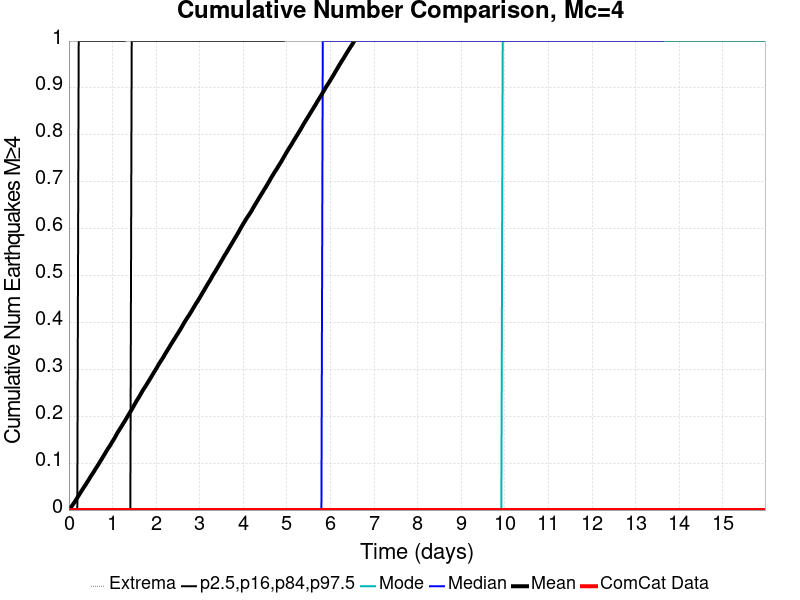 Cumulative Number Comparison, Mc=4
Cumulative Num Earthquakes M≥4
1
0.9
0.8
0.7
0.6
0.5
0.4
0.3
0.2
0.1
0
0 1 2 3 4 5 6 7 8 9 10 11 12 13 14 15
Time (days)
Extrema p2.5,p16,p84,p97.5 Mode Median Mean ComCat Data